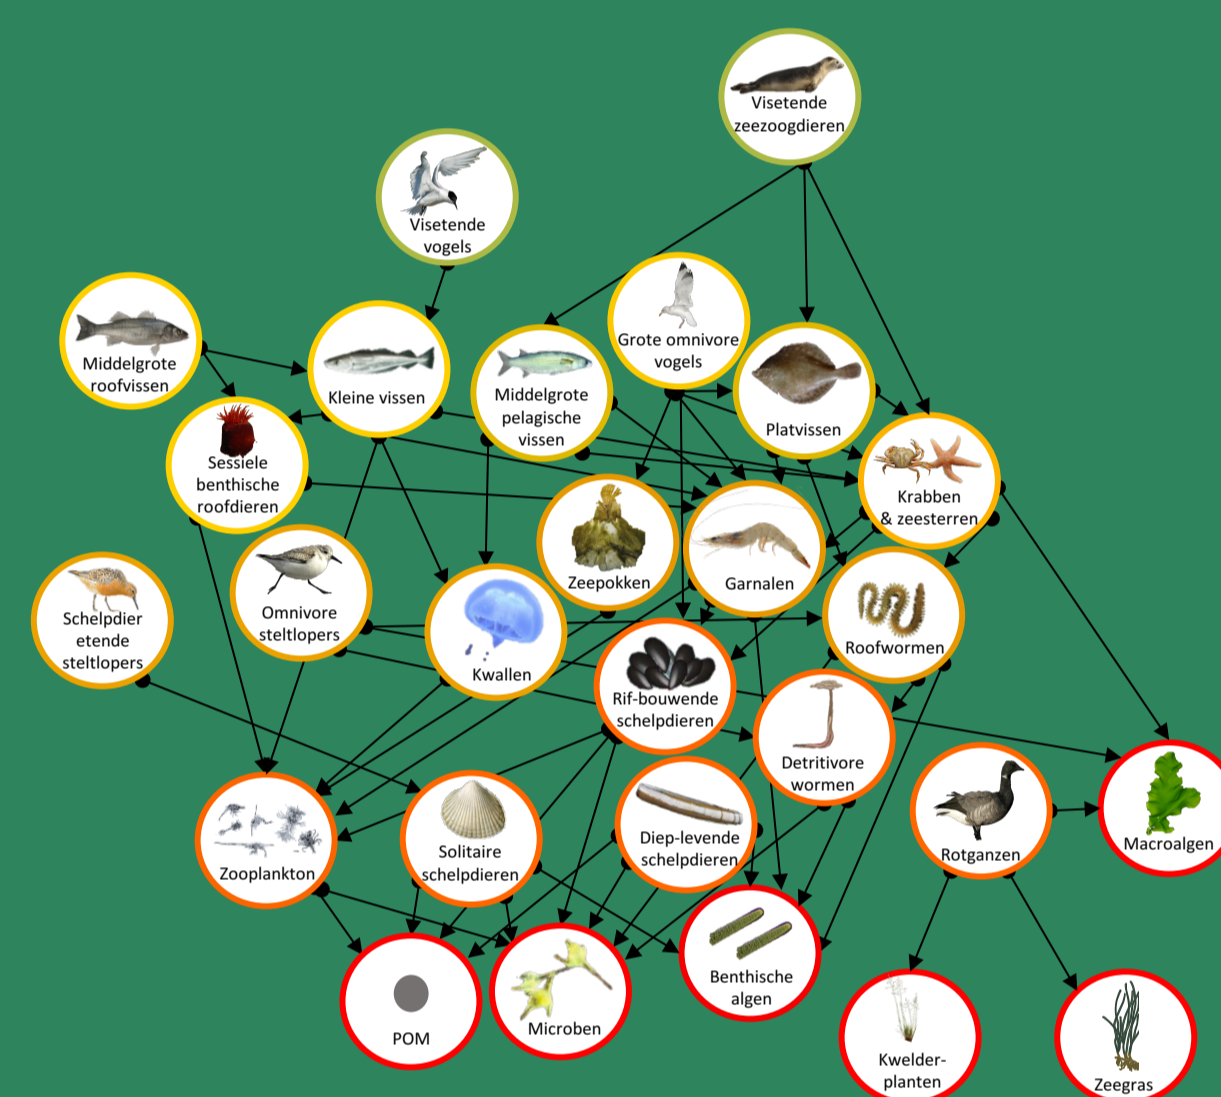 Visetende
zeezoogdieren
Visetende
vogels
Grote omnivore
vogels
Middelgrote
roofvissen
Kleine vissen
Middelgrote
pelagische
vissen
Platvissen
Sessiele
benthische
roofdieren
Krabben
& zeesterren
Zeepokken
Garnalen
Schelpdier
etende
steltlopers
Omnivore
steltlopers
Kwallen
Roofwormen
Rif-bouwende
schelpdieren
Detritivore
wormen
Zooplankton
Solitaire
schelpdieren
Diep-levende
schelpdieren
Rotganzen
Macroalgen
POM
Microben
Benthische
algen
Kwelder-
planten
Zeegras